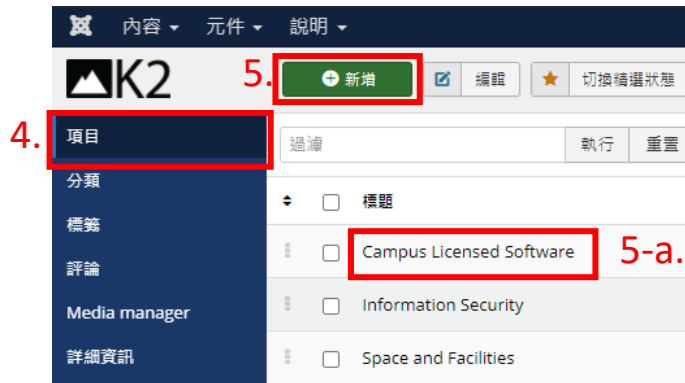 內容 元件 說明
K2
5. 新增 編輯 切換精選狀態
4. 項目
過濾 執行 重置
分類
標題
標籤
Campus Licensed Software 5-a.
評論
Information Security
Media manager
Space and Facilities
詳細資訊